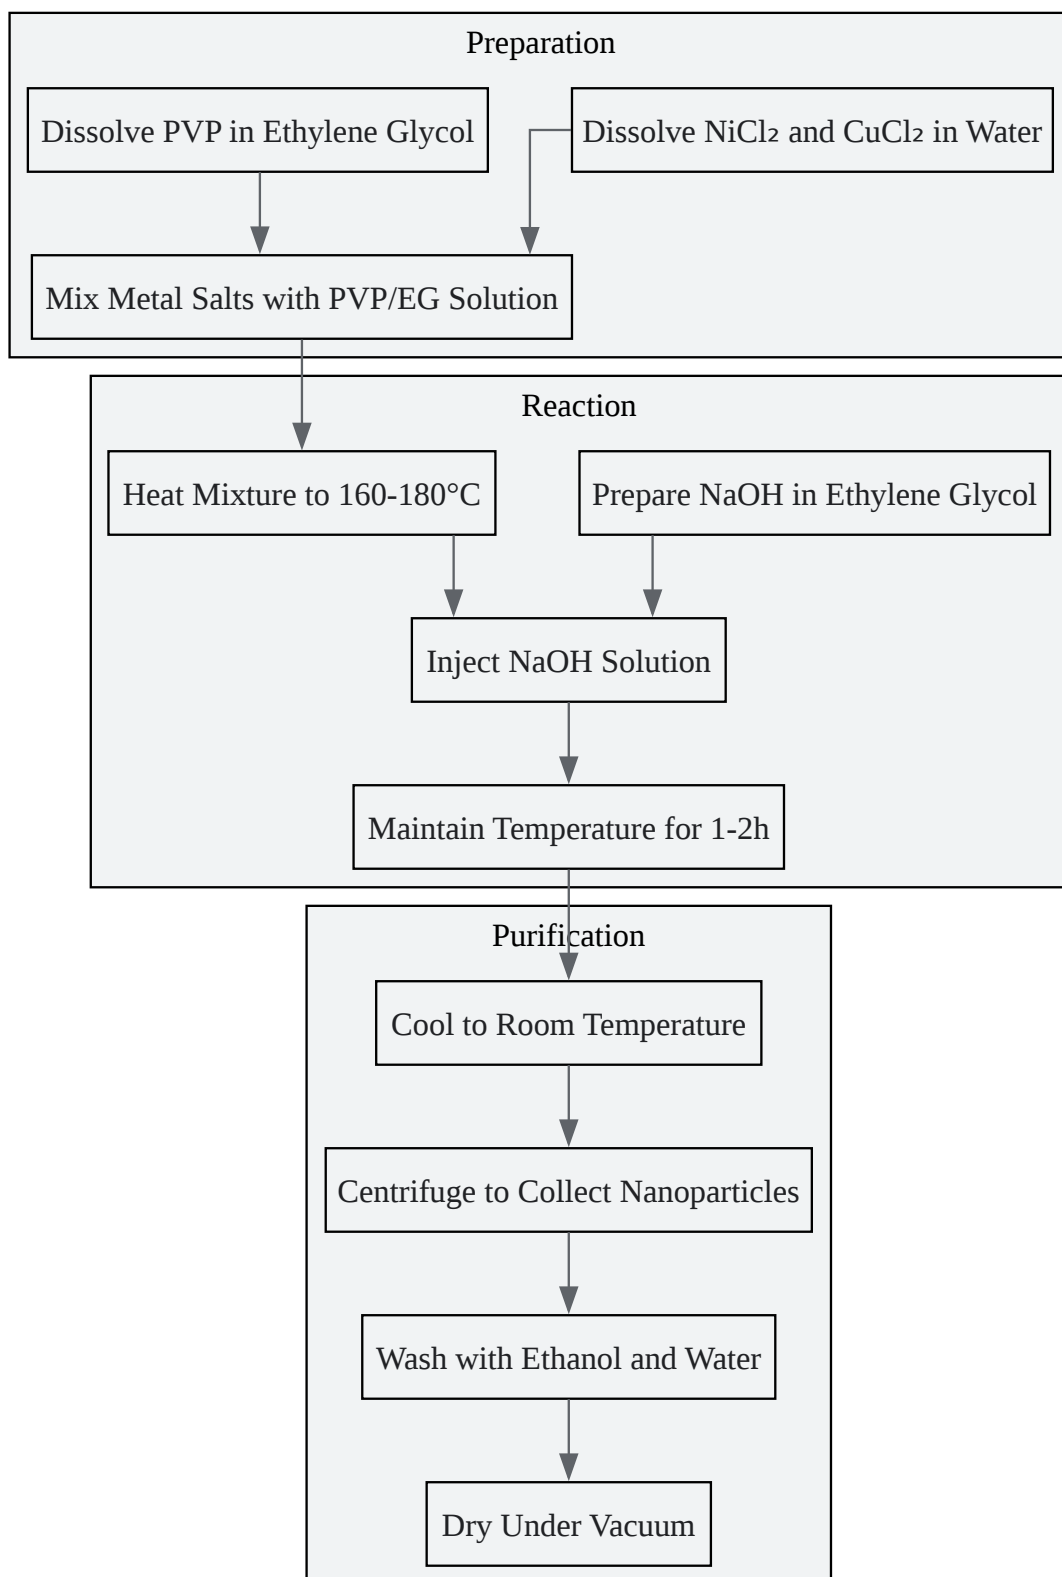 Preparation
Dissolve PVP in Ethylene Glycol
Dissolve NiCl₂ and CuCl₂ in Water
Mix Metal Salts with PVP/EG Solution
Reaction
Heat Mixture to 160-180°C
Prepare NaOH in Ethylene Glycol
Inject NaOH Solution
Maintain Temperature for 1-2h
Purification
Cool to Room Temperature
Centrifuge to Collect Nanoparticles
Wash with Ethanol and Water
Dry Under Vacuum